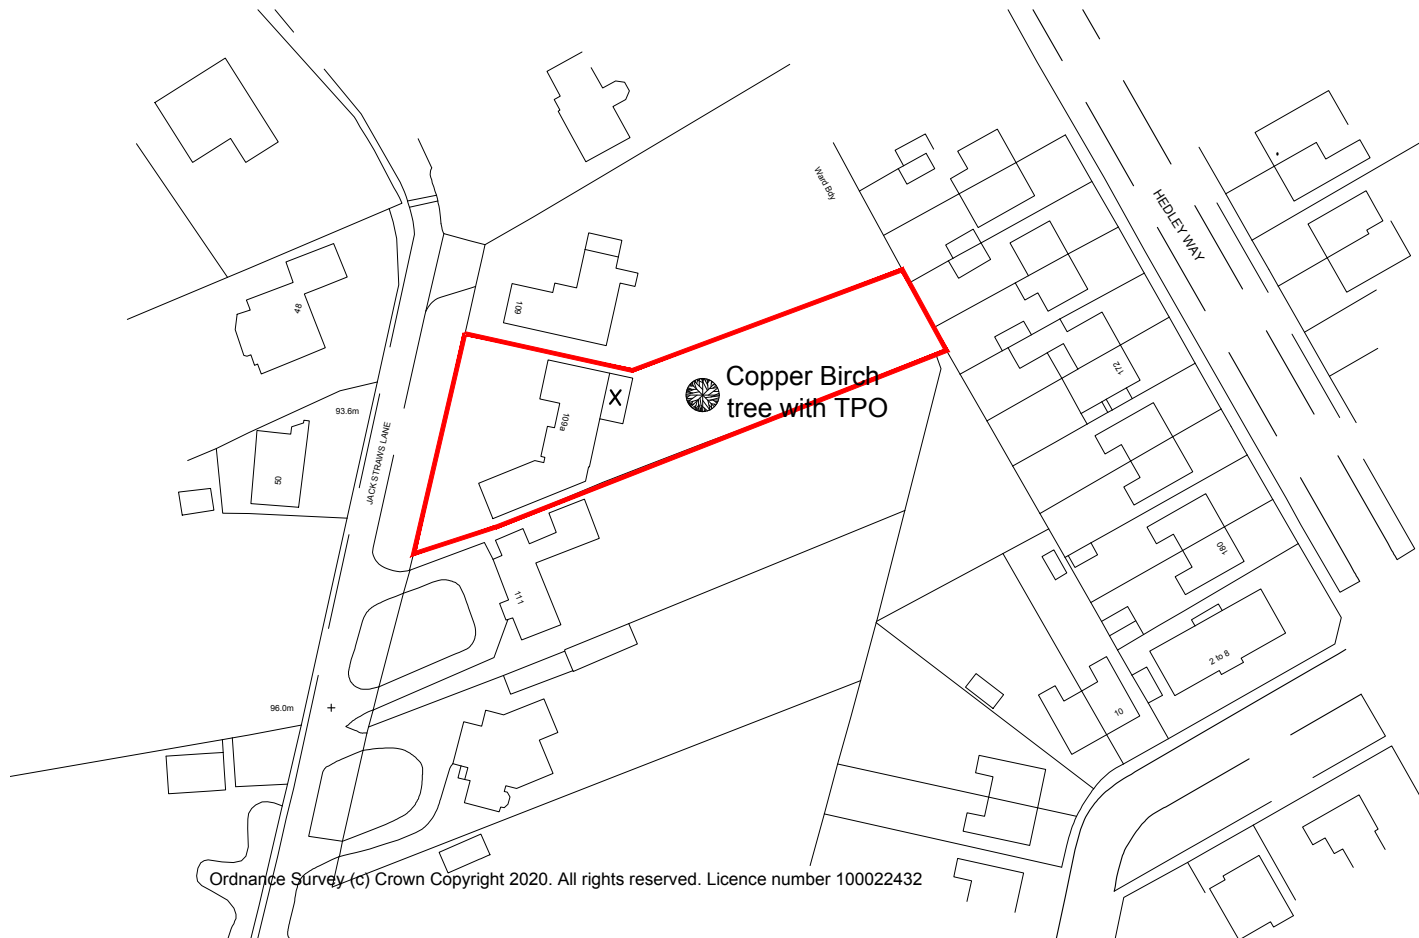 Ward Bdy
HEDLEY WAY
48
109
172
Copper Birch
tree with TPO
X
93.6m
109a
JACK STRAWS LANE
50
180
111
2 to 8
96.0m
10
Ordnance Survey (c) Crown Copyright 2020. All rights reserved. Licence number 100022432